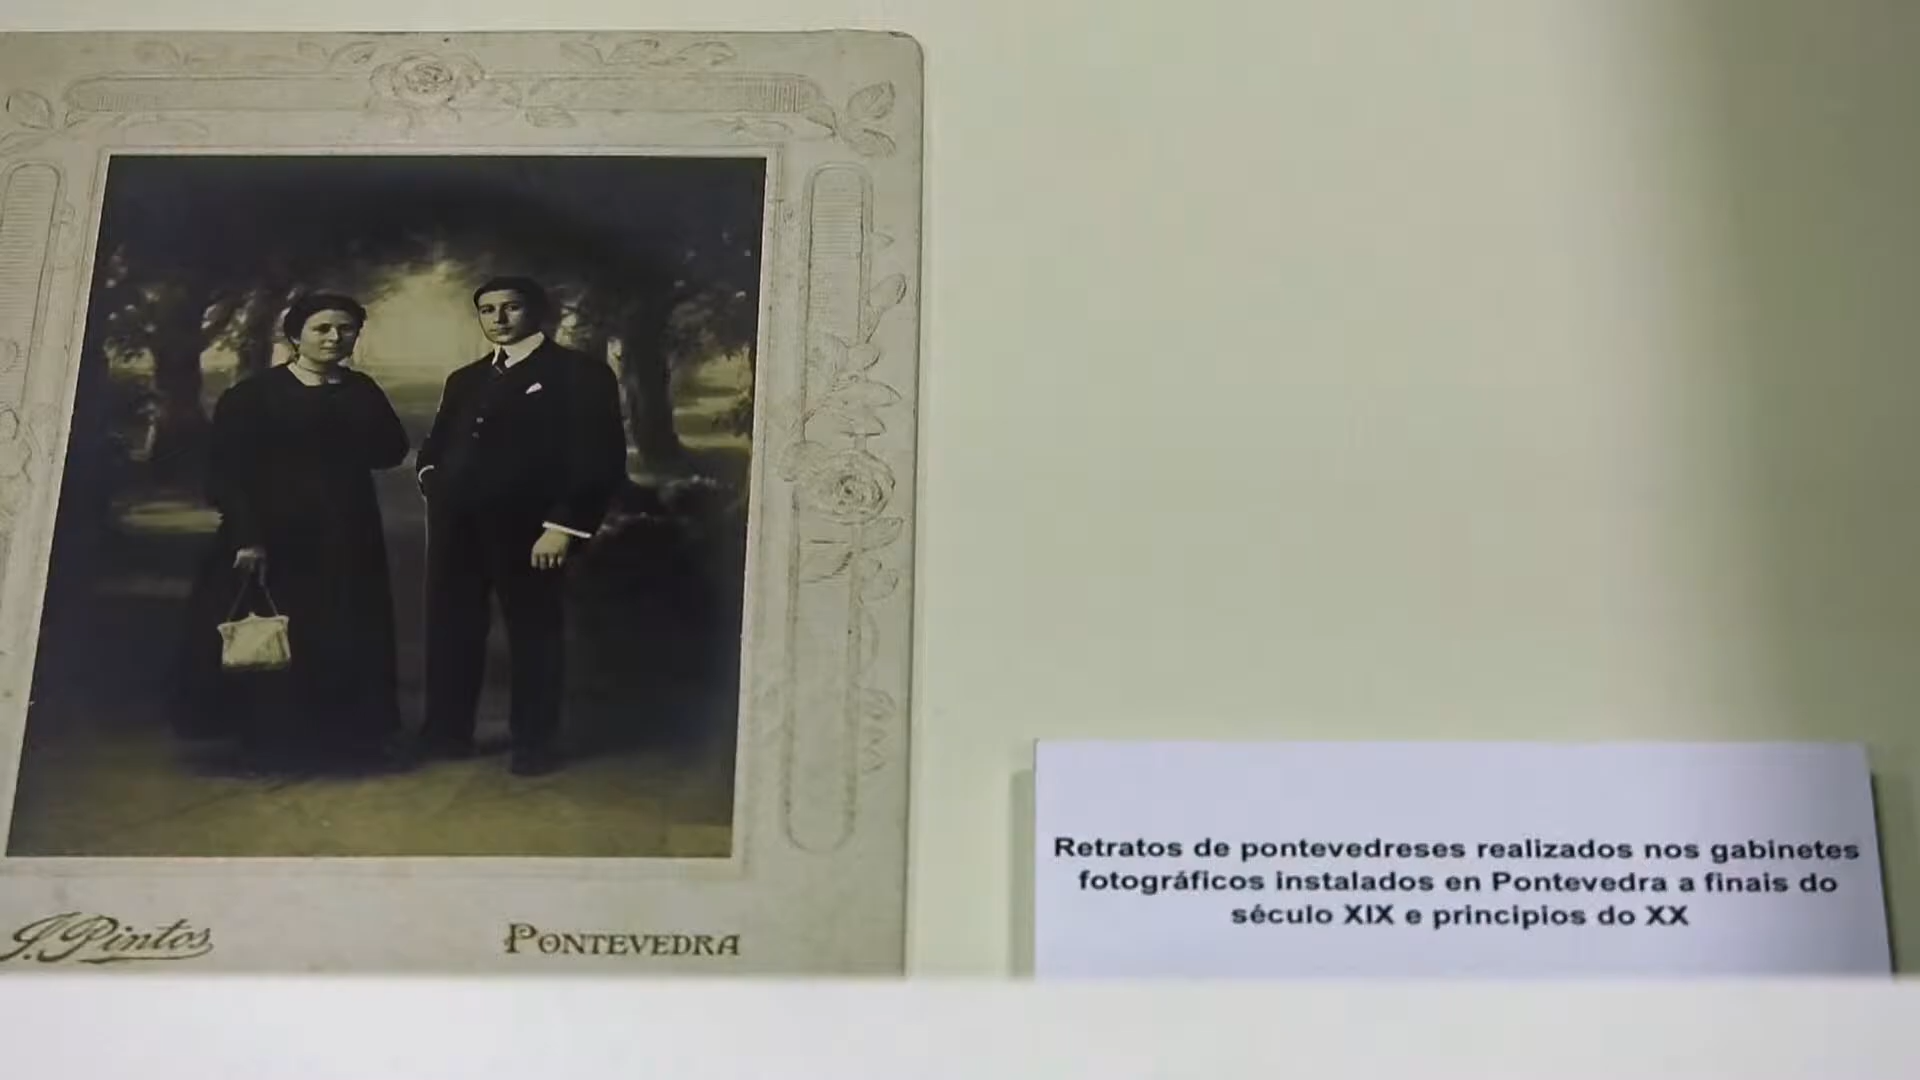 J. Pintos
PONTEVEDRA
Retratos de pontevedreses realizados nos gabinetes
fotográficos instalados en Pontevedra a finais do
século XIX e principios do XX